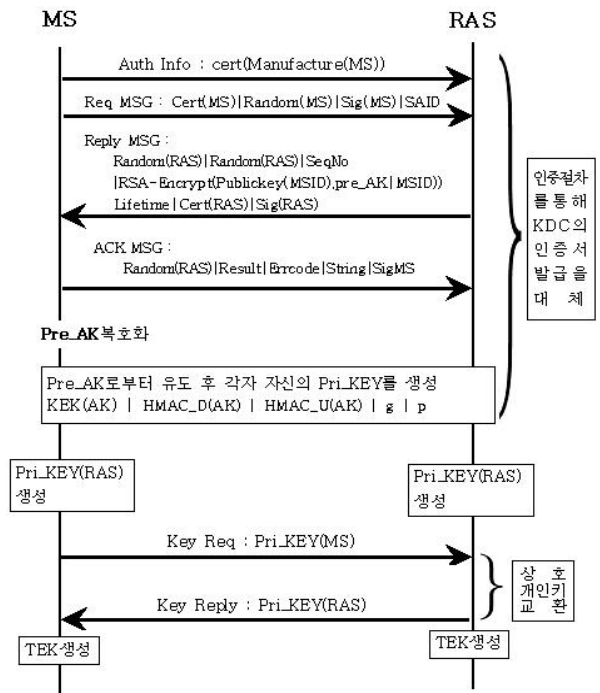 MS
RAS
Auth Info : cert(Manufacture(MS))
Req MSG : Cert(MS)|Random(MS)|Sig(MS)|SAID
Reply MSG :
Random(RAS)|Random(RAS)|SeqNo
|RSA-Encrypt(Publickey(MSID),pre_AK|MSID))
Lifetime|Cert(RAS)|Sig(RAS)
ACK MSG :
Random(RAS)|Result|Errcode|String|SigMS
인증절차
를 통해
KDC의
인 증 서
발 급 을
대 체
Pre_AK복호화
Pre_AK로부터 유도 후 각자 자신의 Pri_KEY를 생성
KEK(AK) | HMAC_D(AK) | HMAC_U(AK) | g | p
Pri_KEY(RAS)
생성
Pri_KEY(RAS)
생성
Key Req : Pri_KEY(MS)
Key Reply : Pri_KEY(RAS)
상 호
개인키
교 환
TEK생성
TEK생성